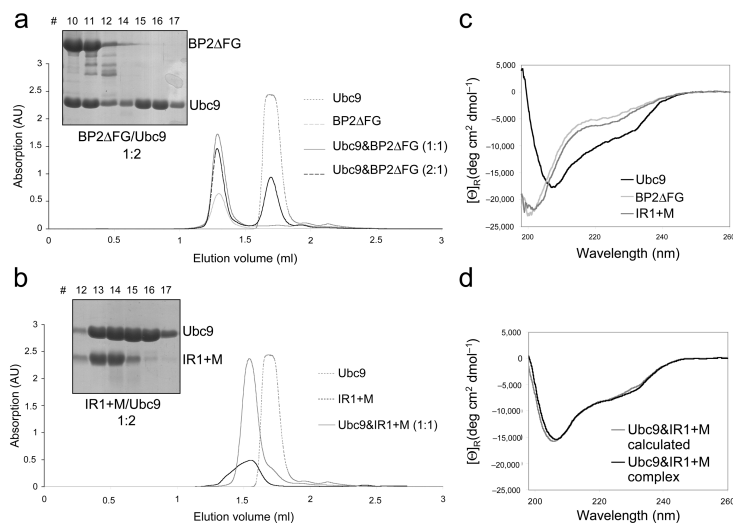 a
# 10 11 12 14 15 16 17
BP2ΔFG
Ubc9
BP2ΔFG/Ubc9
1:2
Absorption (AU)
3
2.5
2
1.5
1
0.5
0
0 0.5 1 1.5 2 2.5 3
Elution volume (ml)
Ubc9
BP2ΔFG
Ubc9&BP2ΔFG (1:1)
Ubc9&BP2ΔFG (2:1)
b
# 12 13 14 15 16 17
Ubc9
IR1+M
IR1+M/Ubc9
1:2
Absorption (AU)
3
2.5
2
1.5
1
0.5
0
0 0.5 1 1.5 2 2.5 3
Elution volume (ml)
Ubc9
IR1+M
Ubc9&IR1+M (1:1)
c
[Θ]R(deg cm2 dmol–1)
5,000
0
–5,000
–10,000
–15,000
–20,000
–25,000
200 220 240 260
Wavelength (nm)
Ubc9
BP2ΔFG
IR1+M
d
[Θ]R(deg cm2 dmol–1)
5,000
0
–5,000
–10,000
–15,000
–20,000
–25,000
200 220 240 260
Wavelength (nm)
Ubc9&IR1+M
calculated
Ubc9&IR1+M
complex